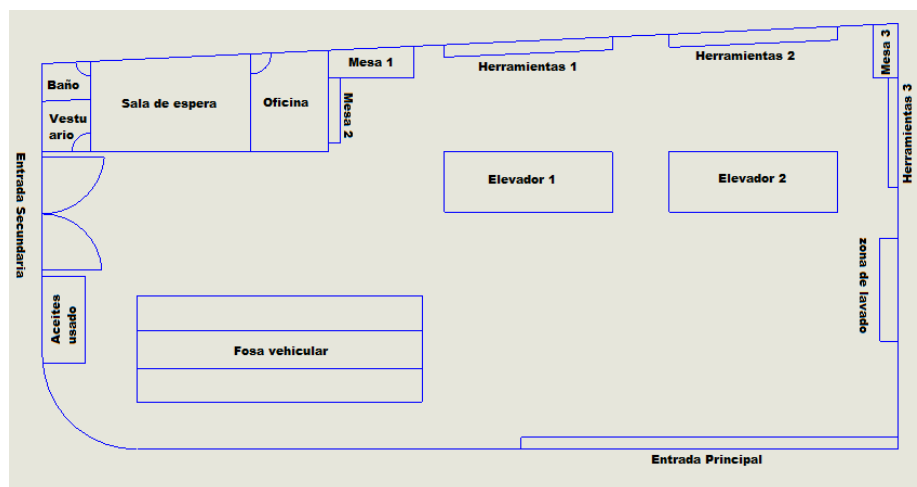 Mesa 1
Herramientas 1
Herramientas 2
Mesa 3
Baño
Sala de espera
Oficina
Mesa 2
Herramientas 3
Vestu
ario
Elevador 1
Elevador 2
Entrada Secundaria
zona de lavado
Aceites
usado
Fosa vehicular
Entrada Principal